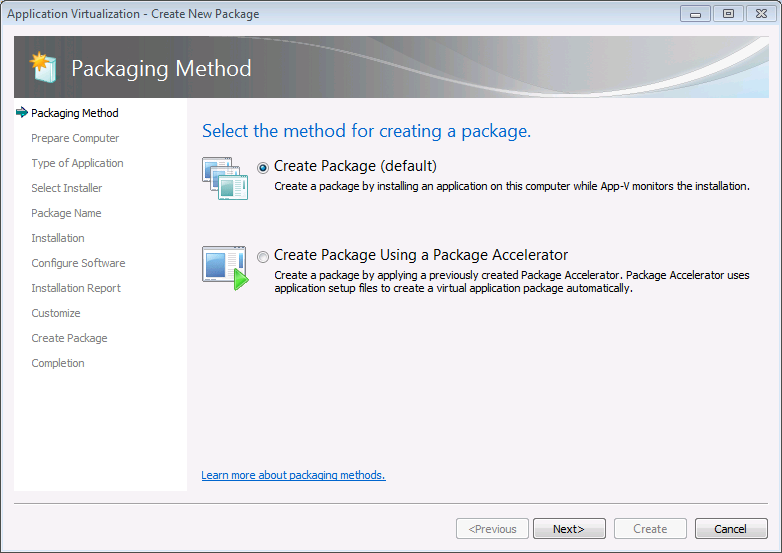 Application Virtualization - Create New Package
Packaging Method
Packaging Method
Prepare Computer
Type of Application
Select Installer
Package Name
Installation
Configure Software
Installation Report
Customize
Create Package
Completion
Select the method for creating a package.
Create Package (default)
Create a package by installing an application on this computer while App-V monitors the installation.
Create Package Using a Package Accelerator
Create a package by applying a previously created Package Accelerator. Package Accelerator uses
application setup files to create a virtual application package automatically.
Learn more about packaging methods.
<Previous
Next>
Create
Cancel